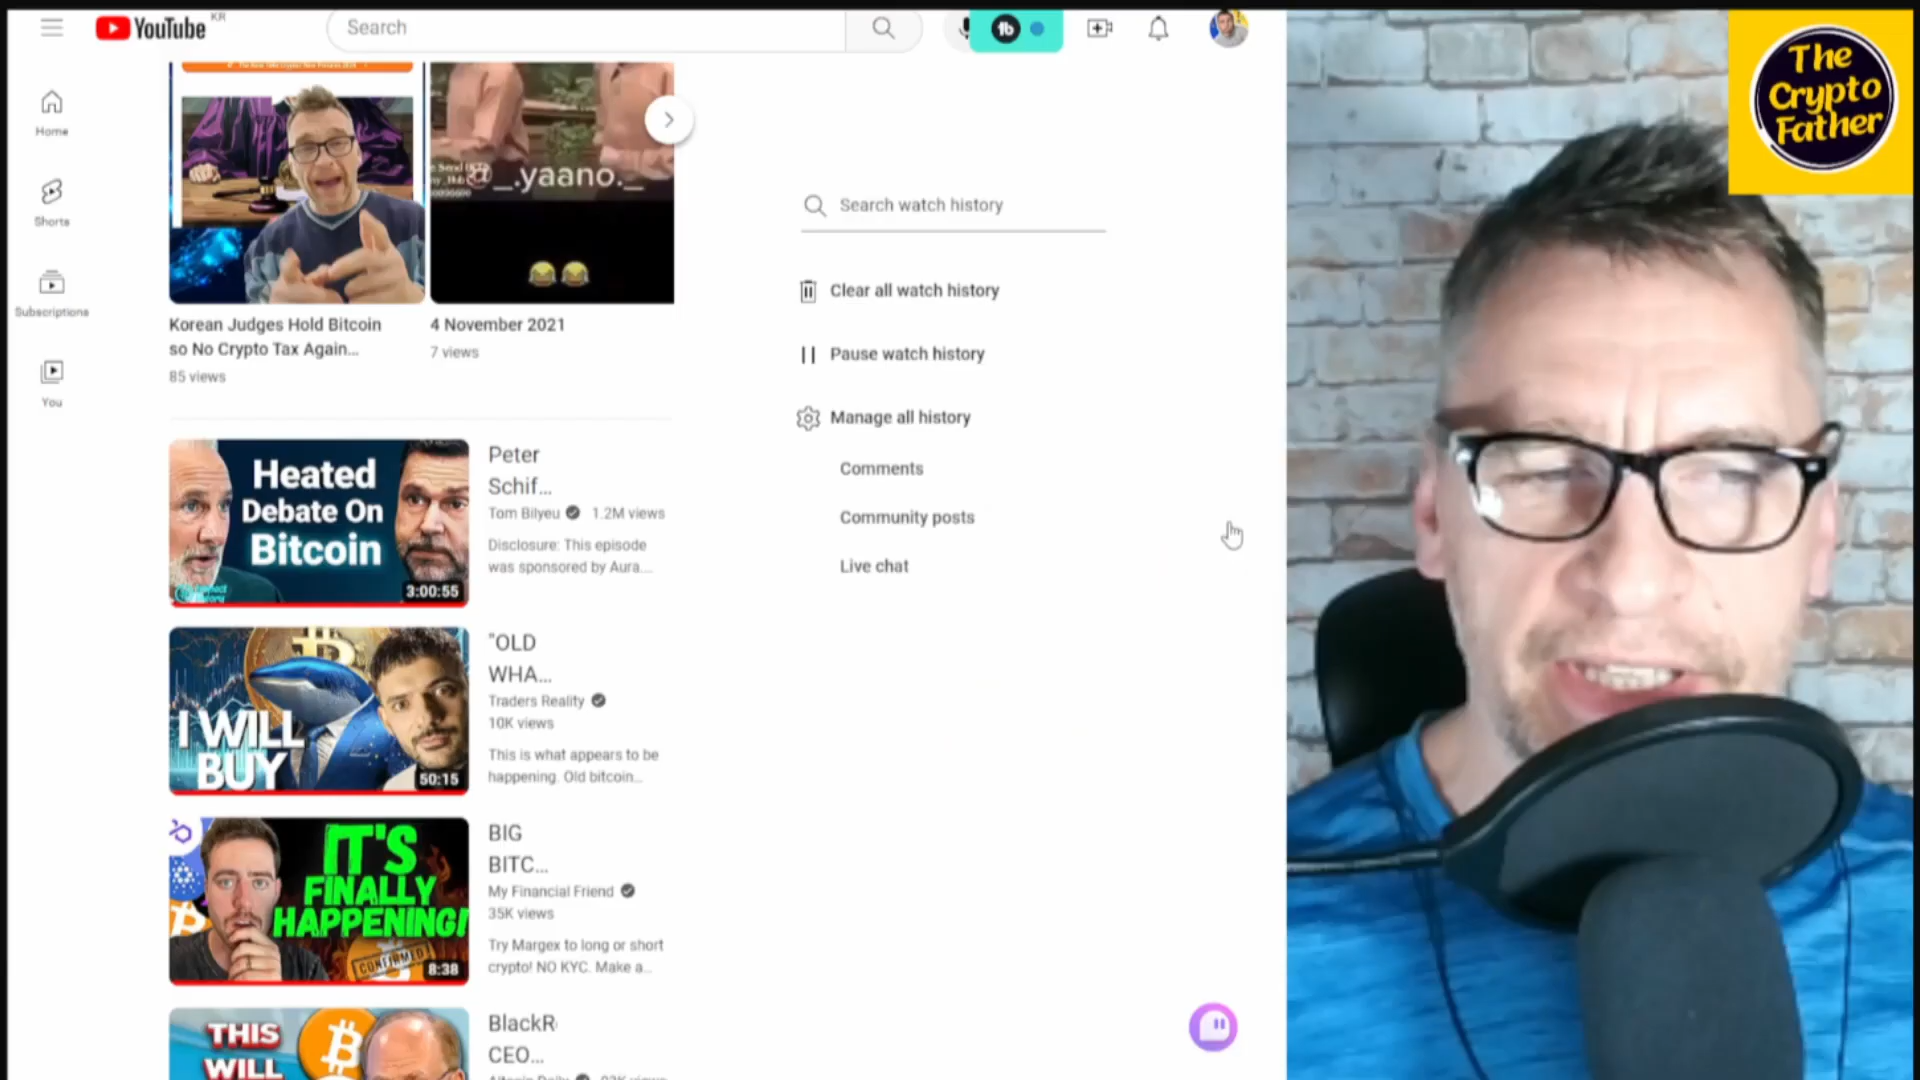 YouTube KR
Search
The
Crypto
Father
Home
Shorts
Subscriptions
You
@_.yaano._
Korean Judges Hold Bitcoin
so No Crypto Tax Again...
85 views
4 November 2021
7 views
Search watch history
Clear all watch history
Pause watch history
Manage all history
Comments
Community posts
Live chat
Heated
Debate On
Bitcoin
3:00:55
Peter
Schif...
Tom Bilyeu
1.2M views
Disclosure: This episode
was sponsored by Aura....
I WILL
BUY
50:15
"OLD
WHA...
Traders Reality
10K views
This is what appears to be
happening. Old bitcoin...
IT'S
FINALLY
HAPPENING!
CONFIRMED
8:38
BIG
BITC...
My Financial Friend
35K views
Try Margex to long or short
crypto! NO KYC. Make a...
THIS
WILL
BlackR
CEO...